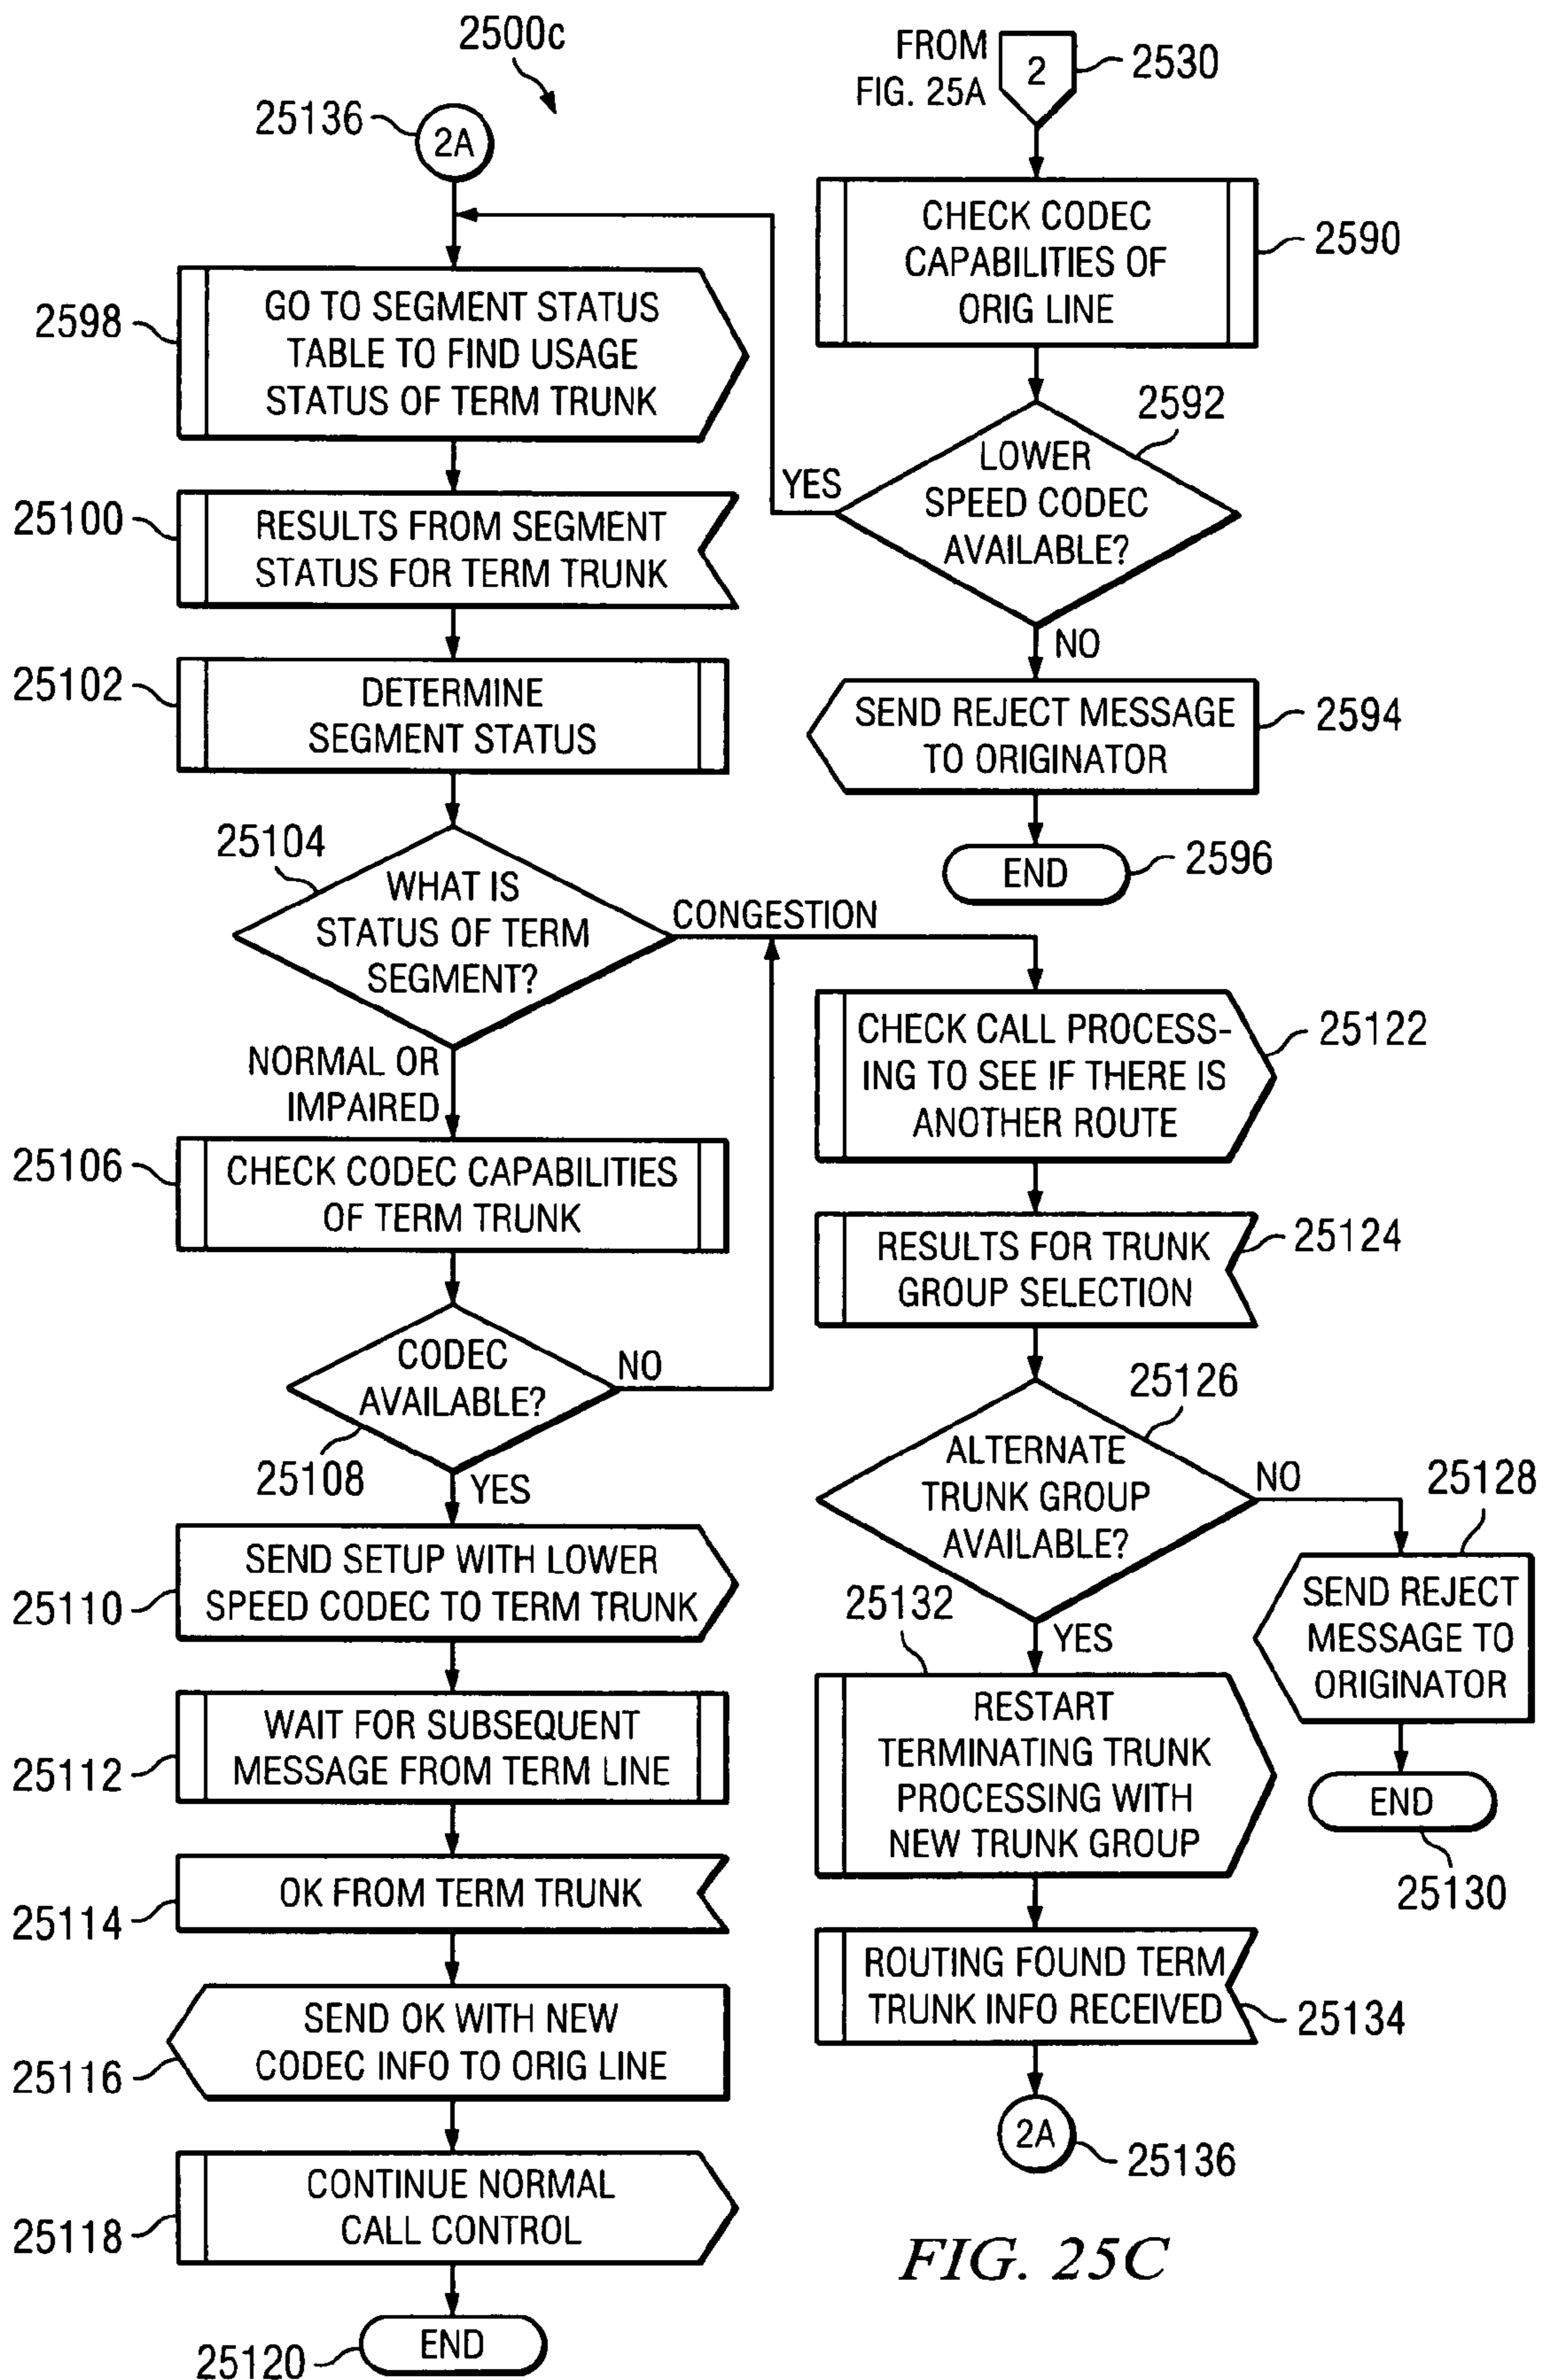 2500c
25136
2A
FROM
FIG. 25A
2
2530
CHECK CODEC
CAPABILITIES OF
ORIG LINE
2590
2598
GO TO SEGMENT STATUS
TABLE TO FIND USAGE
STATUS OF TERM TRUNK
2592
LOWER
SPEED CODEC
AVAILABLE?
YES
NO
25100
RESULTS FROM SEGMENT
STATUS FOR TERM TRUNK
25102
DETERMINE
SEGMENT STATUS
SEND REJECT MESSAGE
TO ORIGINATOR
2594
END
2596
25104
WHAT IS
STATUS OF TERM
SEGMENT?
CONGESTION
NORMAL OR
IMPAIRED
CHECK CALL PROCESS-
ING TO SEE IF THERE IS
ANOTHER ROUTE
25122
25106
CHECK CODEC CAPABILITIES
OF TERM TRUNK
RESULTS FOR TRUNK
GROUP SELECTION
25124
CODEC
AVAILABLE?
NO
25108
YES
25126
ALTERNATE
TRUNK GROUP
AVAILABLE?
NO
25128
SEND REJECT
MESSAGE TO
ORIGINATOR
END
25130
25110
SEND SETUP WITH LOWER
SPEED CODEC TO TERM TRUNK
25132
YES
RESTART
TERMINATING TRUNK
PROCESSING WITH
NEW TRUNK GROUP
25112
WAIT FOR SUBSEQUENT
MESSAGE FROM TERM LINE
25114
OK FROM TERM TRUNK
ROUTING FOUND TERM
TRUNK INFO RECEIVED
25134
25116
SEND OK WITH NEW
CODEC INFO TO ORIG LINE
2A
25136
25118
CONTINUE NORMAL
CALL CONTROL
25120
END
FIG. 25C